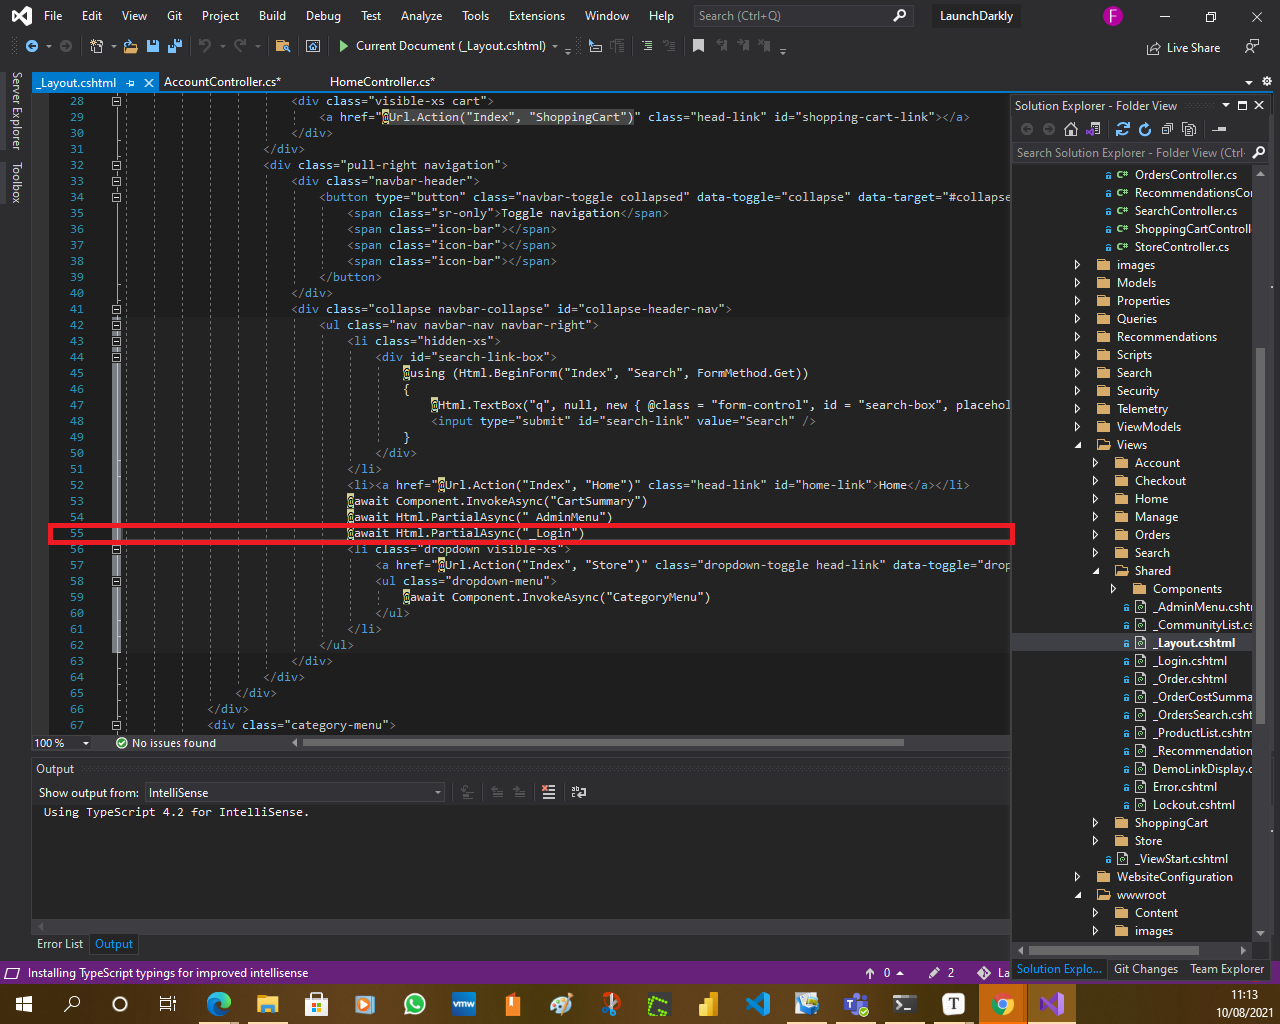 File Edit View Git Project Build Debug Test Analyze Tools Extensions Window Help Search (Ctrl+Q) LaunchDarkly F
Current Document (_Layout.cshtml) Live Share
_Layout.cshtml AccountController.cs* HomeController.cs*
Server Explorer
Toolbox
28 <div class="visible-xs cart">
29 <a href="@Url.Action("Index", "ShoppingCart")" class="head-link" id="shopping-cart-link"></a>
30 </div>
31 </div>
32 <div class="pull-right navigation">
33 <div class="navbar-header">
34 <button type="button" class="navbar-toggle collapsed" data-toggle="collapse" data-target="#collapse
35 <span class="sr-only">Toggle navigation</span>
36 <span class="icon-bar"></span>
37 <span class="icon-bar"></span>
38 <span class="icon-bar"></span>
39 </button>
40 </div>
41 <div class="collapse navbar-collapse" id="collapse-header-nav">
42 <ul class="nav navbar-nav navbar-right">
43 <li class="hidden-xs">
44 <div id="search-link-box">
45 @using (Html.BeginForm("Index", "Search", FormMethod.Get))
46 {
47 @Html.TextBox("q", null, new { @class = "form-control", id = "search-box", placehol
48 <input type="submit" id="search-link" value="Search" />
49 }
50 </div>
51 </li>
52 <li><a href="@Url.Action("Index", "Home")" class="head-link" id="home-link">Home</a></li>
53 @await Component.InvokeAsync("CartSummary")
54 @await Html.PartialAsync("_AdminMenu")
55 @await Html.PartialAsync("_Login")
56 <li class="dropdown visible-xs">
57 <a href="@Url.Action("Index", "Store")" class="dropdown-toggle head-link" data-toggle="drop
58 <ul class="dropdown-menu">
59 @await Component.InvokeAsync("CategoryMenu")
60 </ul>
61 </li>
62 </ul>
63 </div>
64 </div>
65 </div>
66 </div>
67 <div class="category-menu">
100 % No issues found
Output
Show output from: IntelliSense
Using TypeScript 4.2 for IntelliSense.
Error List Output
Solution Explorer - Folder View
Search Solution Explorer - Folder View (Ctrl+
C# OrdersController.cs
C# RecommendationsCo
C# SearchController.cs
C# ShoppingCartControll
C# StoreController.cs
images
Models
Properties
Queries
Recommendations
Scripts
Search
Security
Telemetry
ViewModels
Views
Account
Checkout
Home
Manage
Orders
Search
Shared
Components
_AdminMenu.cshtm
_CommunityList.cs
_Layout.cshtml
_Login.cshtml
_Order.cshtml
_OrderCostSumma
_OrdersSearch.csht
_ProductList.cshtm
_Recommendation
DemoLinkDisplay.c
Error.cshtml
Lockout.cshtml
ShoppingCart
Store
_ViewStart.cshtml
WebsiteConfiguration
wwwroot
Content
images
Solution Explo... Git Changes Team Explorer
Installing TypeScript typings for improved intellisense 0 2 La
vmw T 11:13
10/08/2021